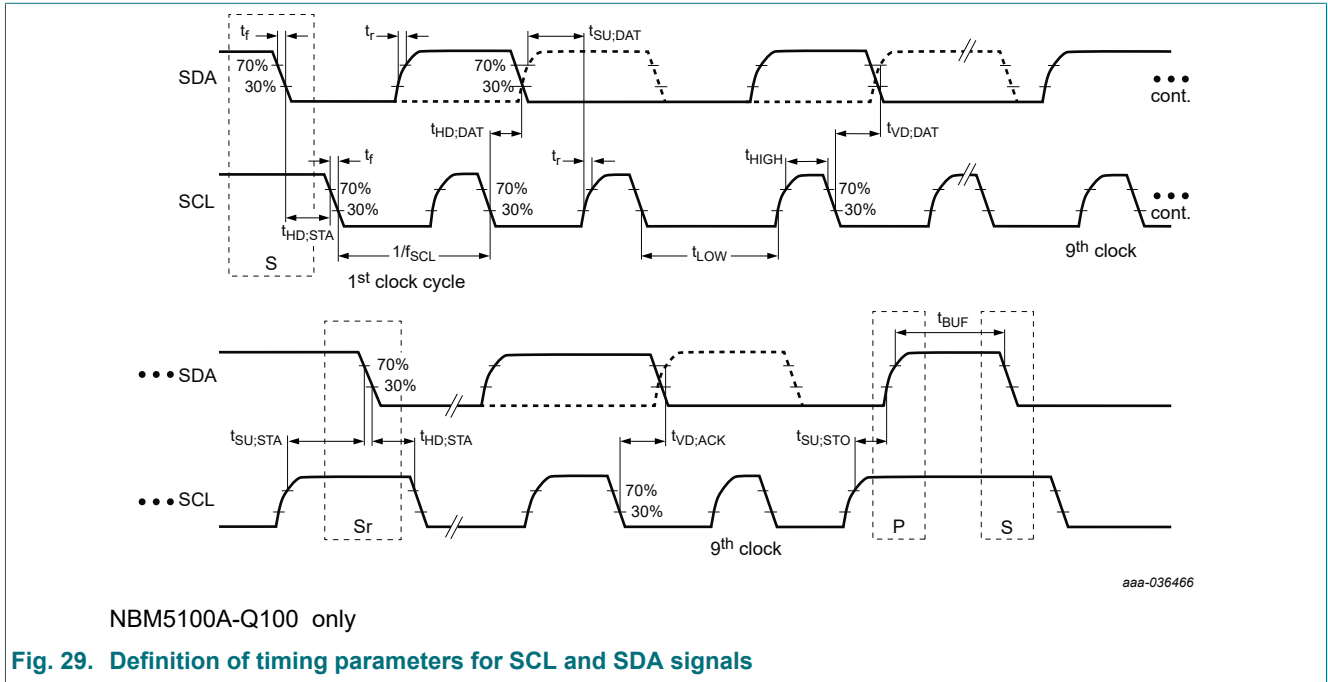 tf
tr
tSU;DAT
70%
30%
70%
30%
SDA
cont.
tHD;DAT
tVD;DAT
tf
tr
tHIGH
70%
30%
70%
30%
70%
30%
SCL
cont.
tHD;STA
1/fSCL
tLOW
9th clock
S
1st clock cycle
tBUF
70%
30%
•••SDA
tSU;STA
tHD;STA
tVD;ACK
tSU;STO
70%
30%
•••SCL
Sr
P
S
9th clock
aaa-036466
NBM5100A-Q100 only
Fig. 29. Definition of timing parameters for SCL and SDA signals